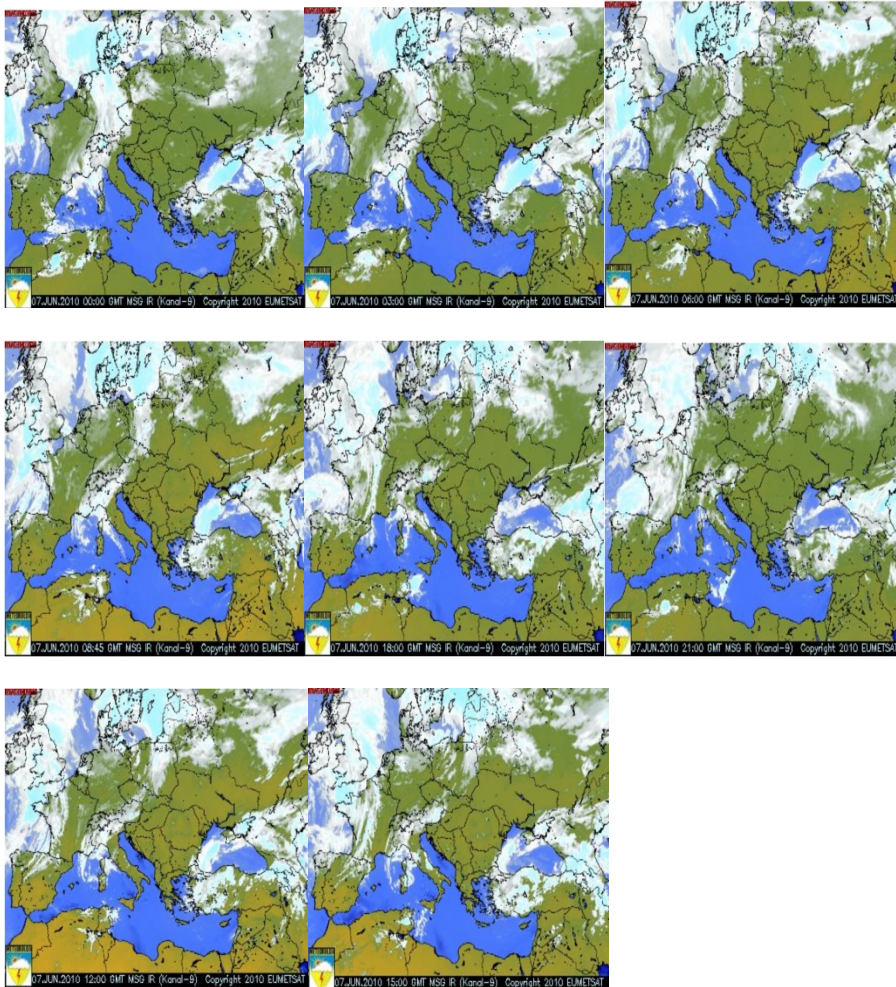 07.JUN.2010 00:00 GMT MSG IR (Kanal-9) Copyright 2010 EUMETSAT
07.JUN.2010 03:00 GMT MSG IR (Kanal-9) Copyright 2010 EUMETSAT
07.JUN.2010 06:00 GMT MSG IR (Kanal-9) Copyright 2010 EUMETSAT
07.JUN.2010 08:45 GMT MSG IR (Kanal-9) Copyright 2010 EUMETSAT
07.JUN.2010 18:00 GMT MSG IR (Kanal-9) Copyright 2010 EUMETSAT
07.JUN.2010 21:00 GMT MSG IR (Kanal-9) Copyright 2010 EUMETSAT
07.JUN.2010 12:00 GMT MSG IR (Kanal-9) Copyright 2010 EUMETSAT
07.JUN.2010 15:00 GMT MSG IR (Kanal-9) Copyright 2010 EUMETSAT